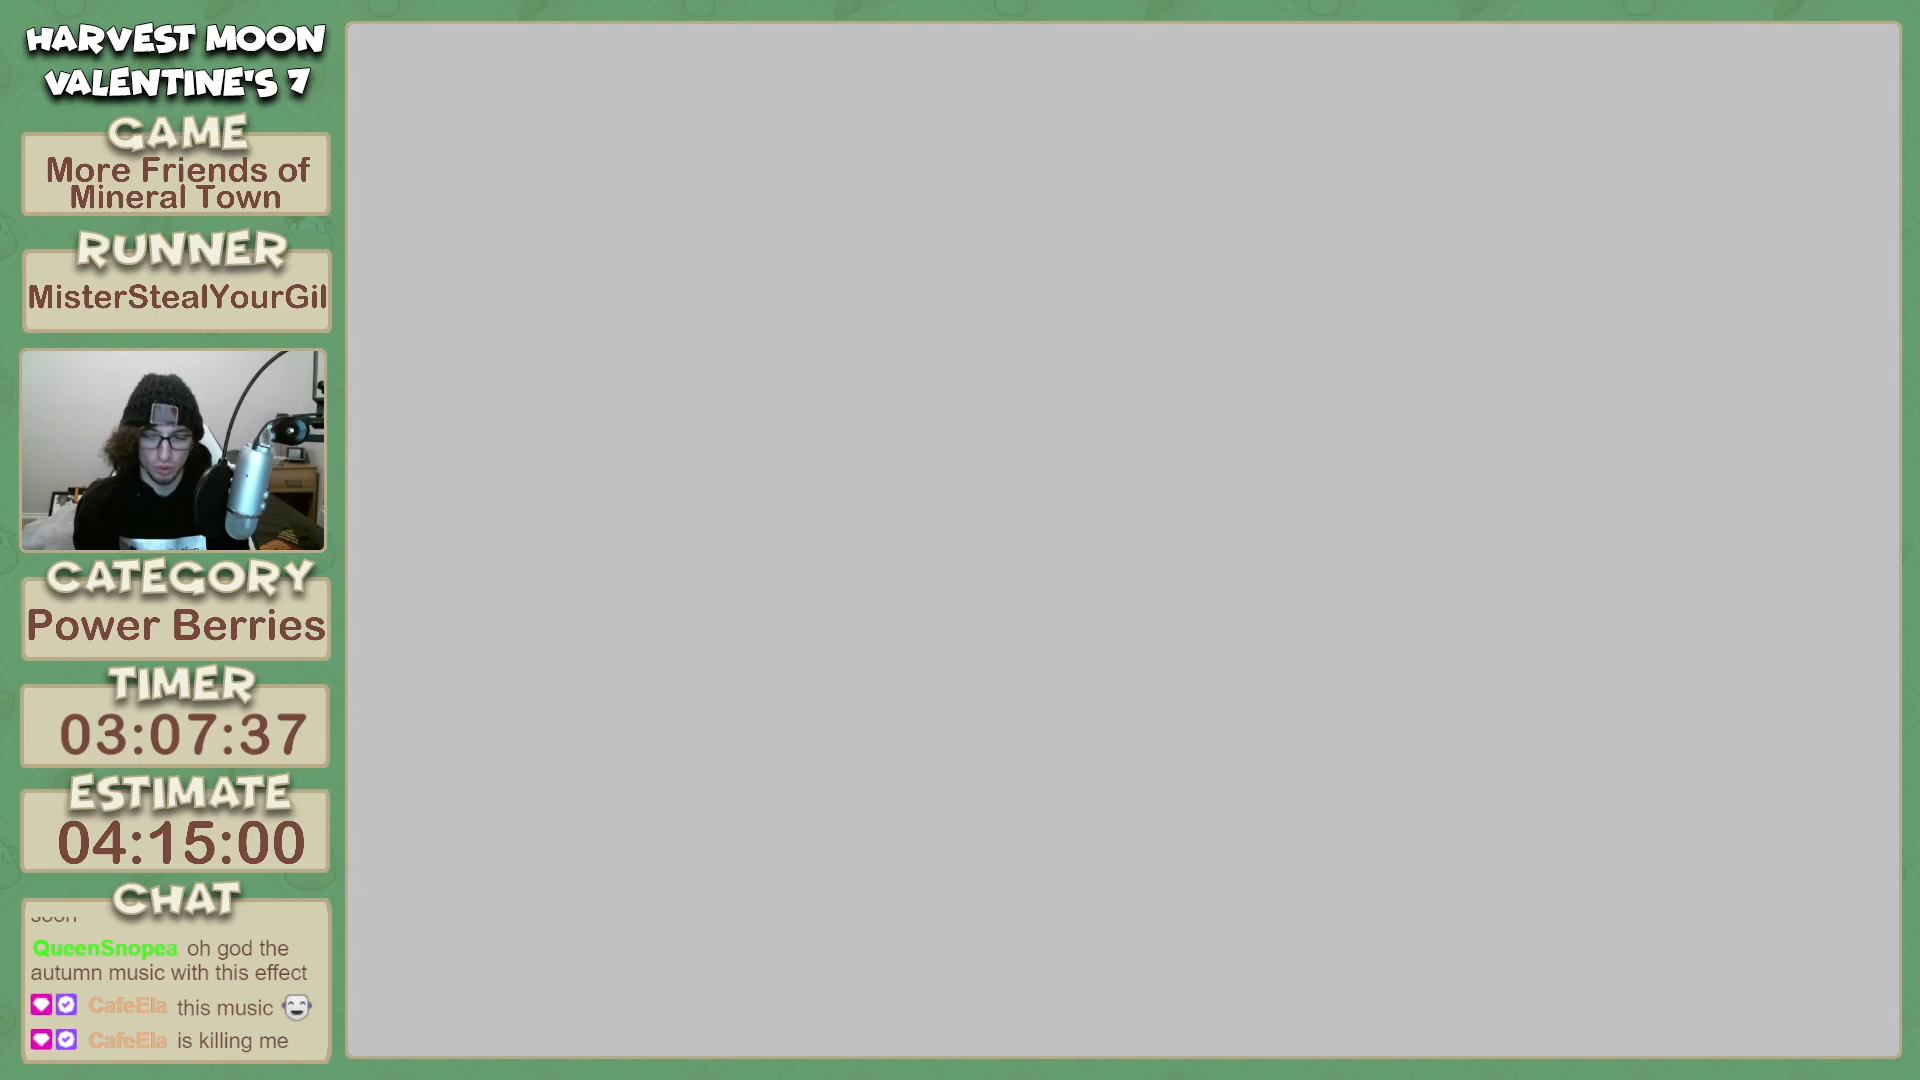 HARVEST MOON
VALENTINE'S 7
GAME
More Friends of
Mineral Town
RUNNER
MisterStealYourGil
CATEGORY
Power Berries
TIMER
03:07:37
ESTIMATE
04:15:00
CHAT
soon
QueenSnopea oh god the
autumn music with this effect
CafeEla this music
CafeEla is killing me